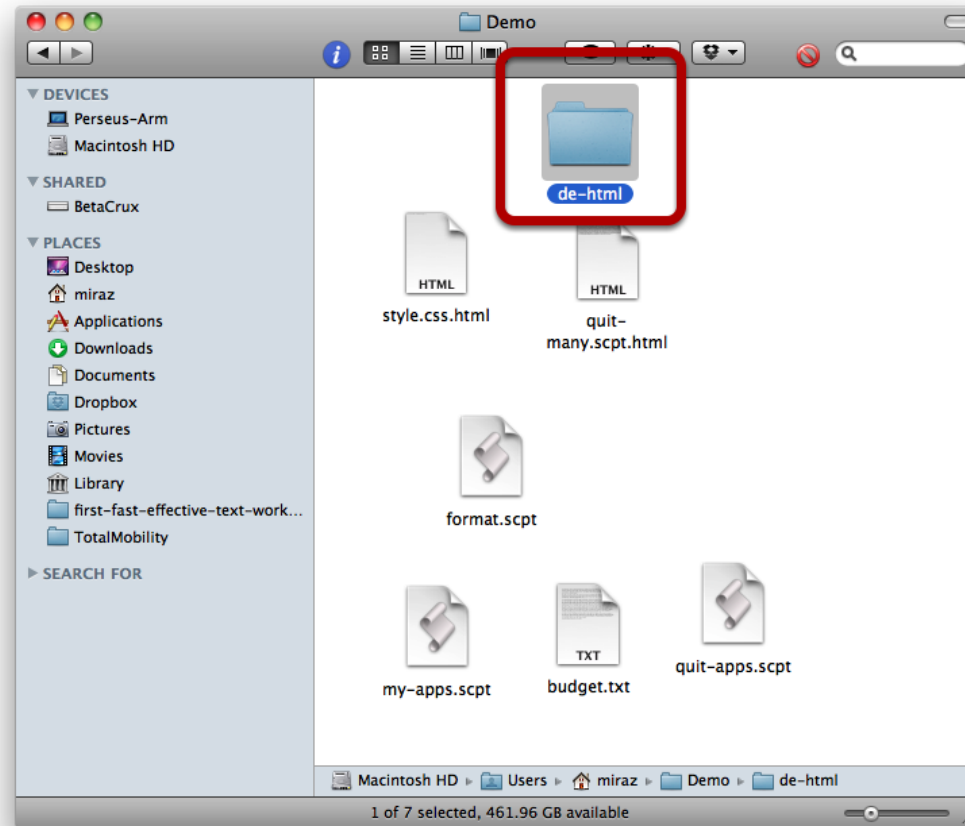 Demo
DEVICES
Perseus-Arm
Macintosh HD
SHARED
BetaCrux
PLACES
Desktop
miraz
Applications
Downloads
Documents
Dropbox
Pictures
Movies
Library
first-fast-effective-text-work...
TotalMobility
SEARCH FOR
de-html
HTML
style.css.html
HTML
quit-
many.scpt.html
format.scpt
my-apps.scpt
TXT
budget.txt
quit-apps.scpt
Macintosh HD ▸ Users ▸ miraz ▸ Demo ▸ de-html
1 of 7 selected, 461.96 GB available